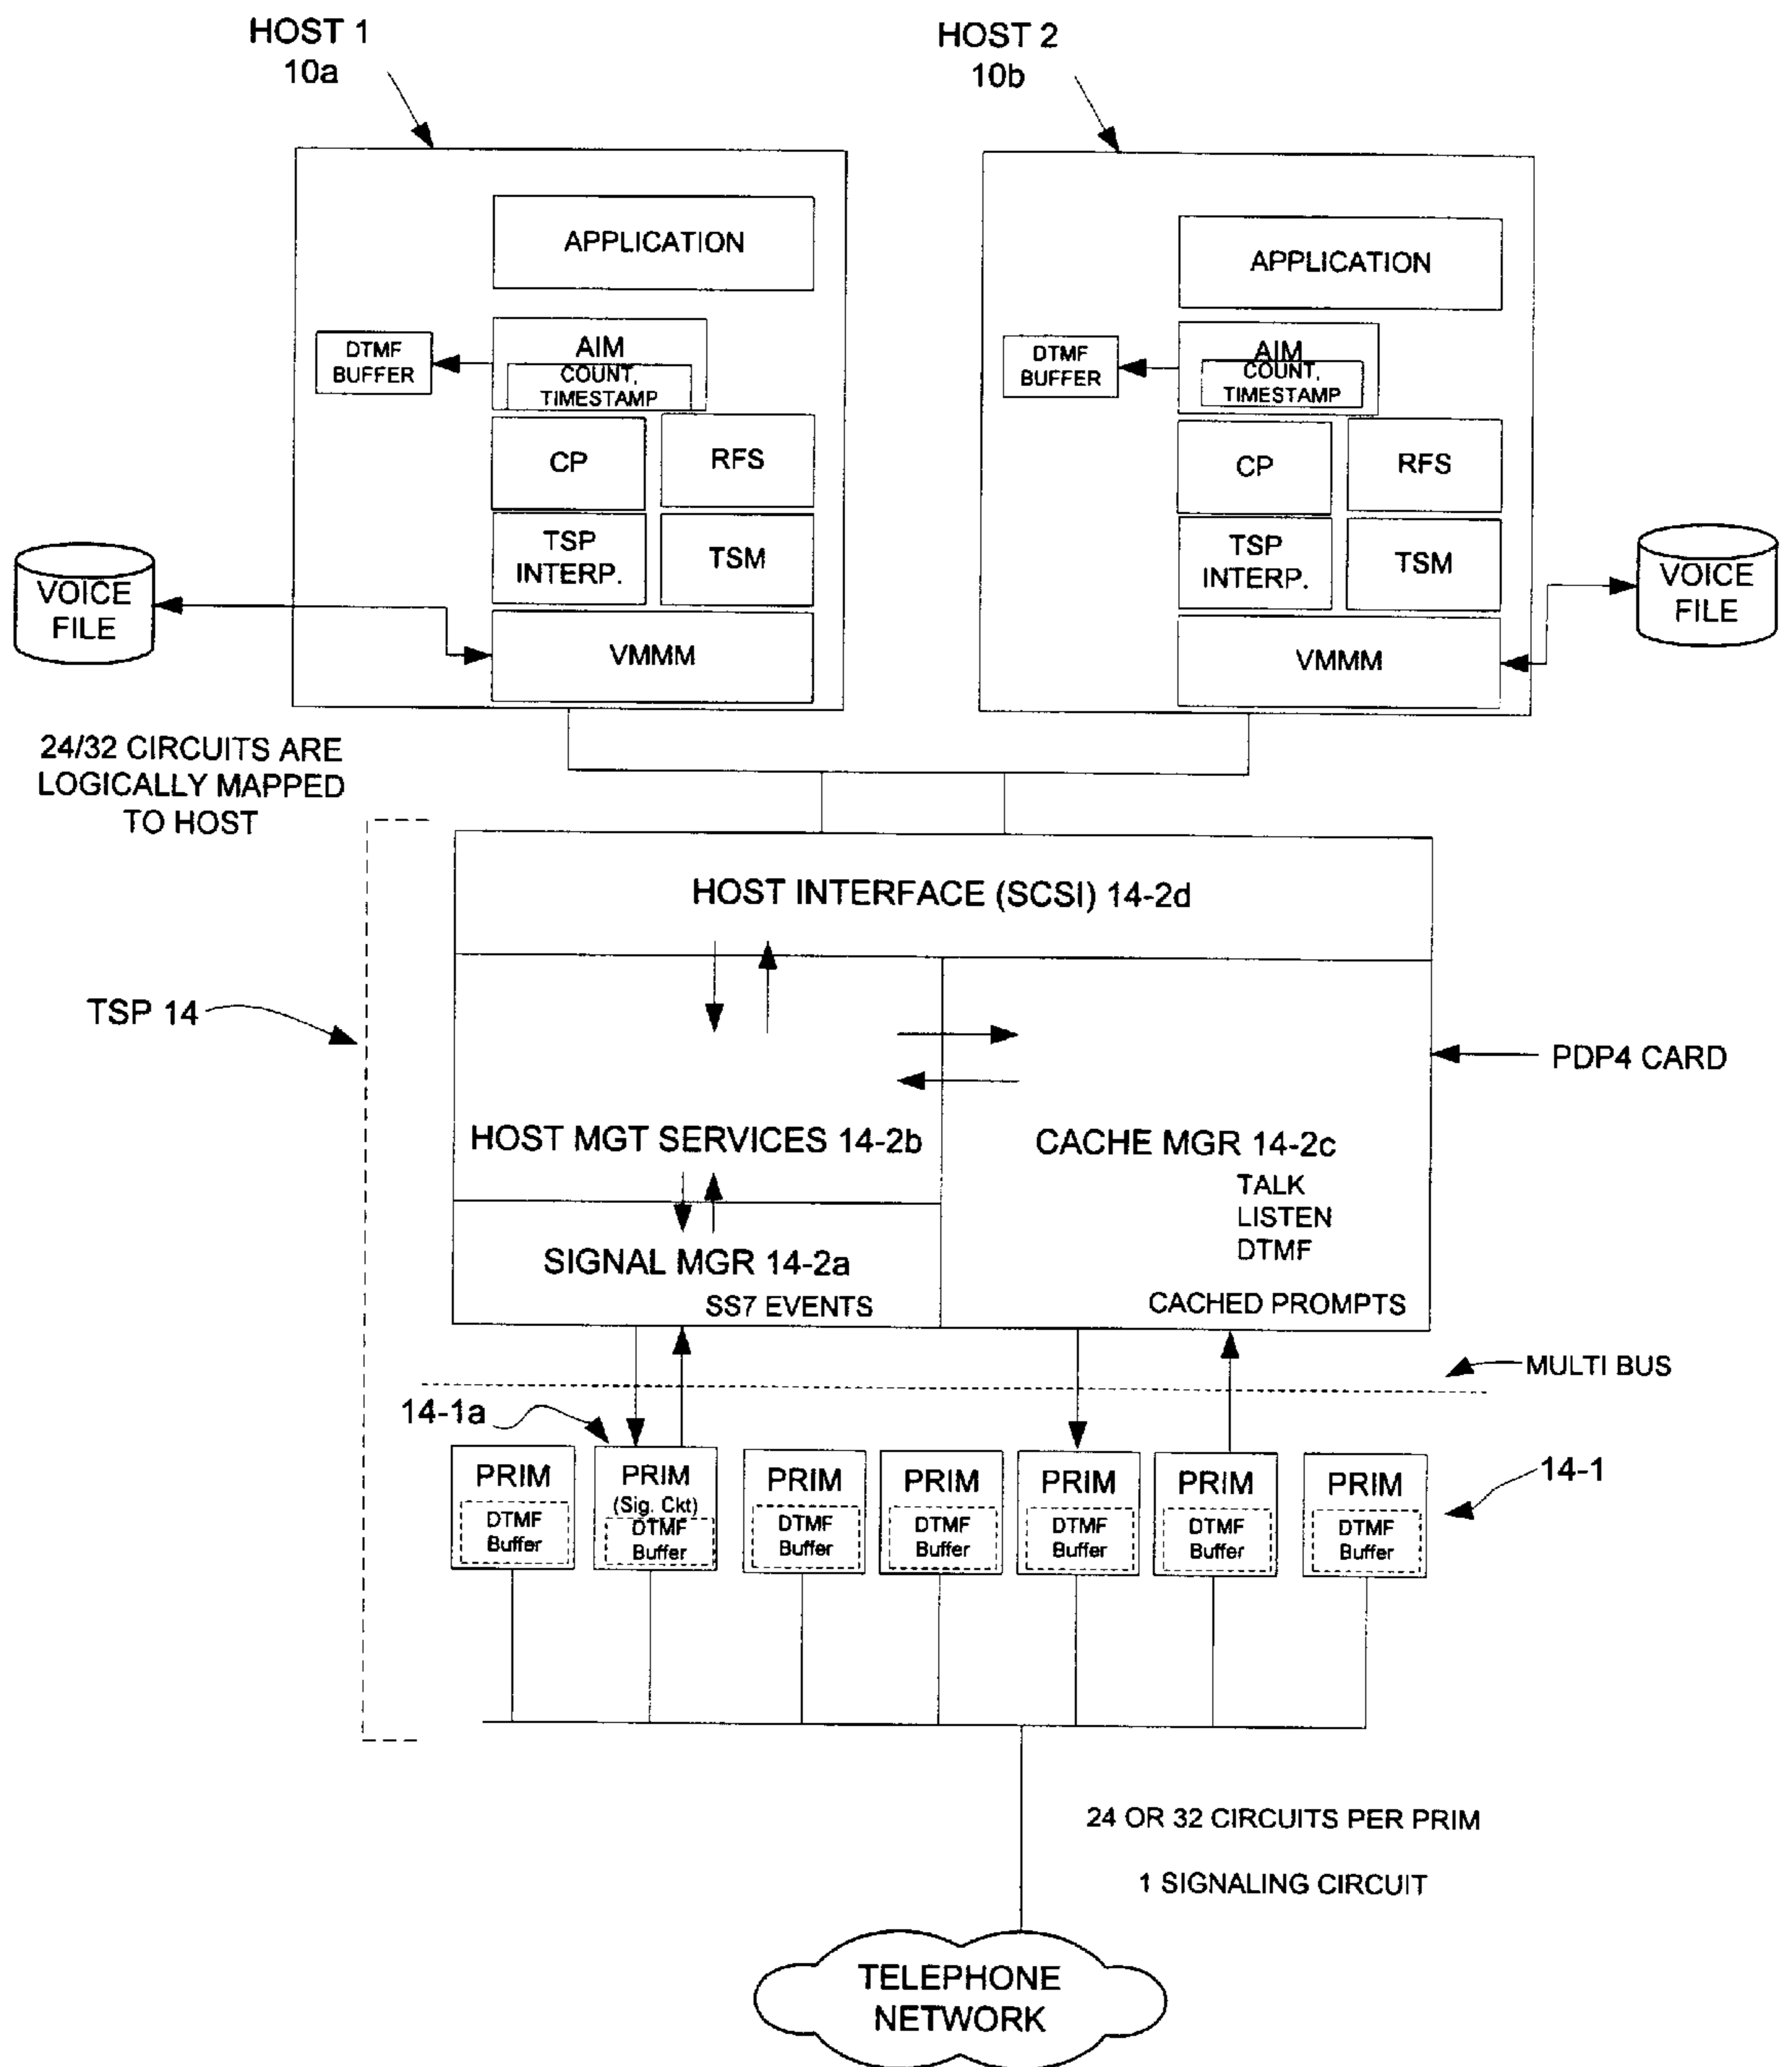 HOST 1
10a
HOST 2
10b
APPLICATION
APPLICATION
DTMF
BUFFER
AIM
COUNT,
TIMESTAMP
DTMF
BUFFER
AIM
COUNT,
TIMESTAMP
CP
RFS
CP
RFS
TSP
INTERP.
TSM
TSP
INTERP.
TSM
VOICE
FILE
VMMM
VMMM
VOICE
FILE
24/32 CIRCUITS ARE
LOGICALLY MAPPED
TO HOST
HOST INTERFACE (SCSI) 14-2d
TSP 14
PDP4 CARD
HOST MGT SERVICES 14-2b
CACHE MGR 14-2c
TALK
LISTEN
DTMF
SIGNAL MGR 14-2a
SS7 EVENTS
CACHED PROMPTS
MULTI BUS
14-1a
14-1
PRIM
DTMF
Buffer
PRIM
(Sig. Ckt)
DTMF
Buffer
PRIM
DTMF
Buffer
PRIM
DTMF
Buffer
PRIM
DTMF
Buffer
PRIM
DTMF
Buffer
PRIM
DTMF
Buffer
24 OR 32 CIRCUITS PER PRIM
1 SIGNALING CIRCUIT
TELEPHONE
NETWORK